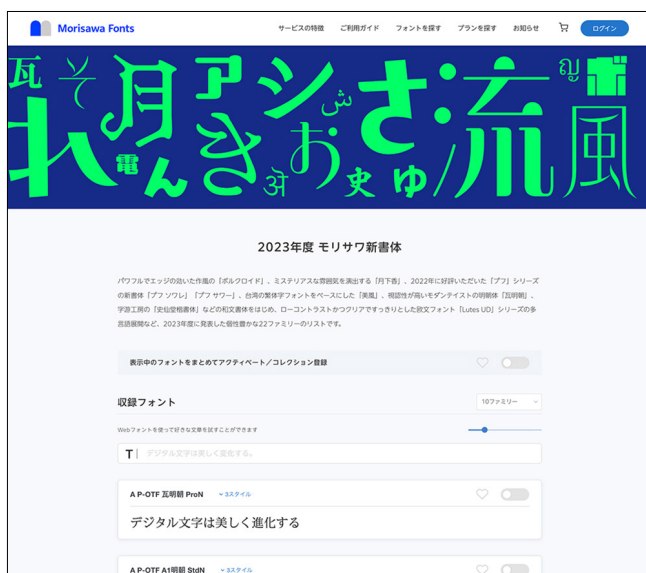 Morisawa Fonts
サービスの特徴 ご利用ガイド フォントを探す プランを探す お知らせ ログイン
瓦 そ 月 ア シ ش さ : 流 ญ
れ 電 ん き अ お 史 ゆ 風
2023年度 モリサワ新書体
パワフルでエッジの効いた作風の「ボルクロイド」、ミステリアスな雰囲気を演出する「月下香」、2022年に好評いただいた「プフ」シリーズ
の新書体「プフ ソワレ」「プフ サワー」、台湾の繁体字フォントをベースにした「美風」、視認性が高いモダンテイストの明朝体「瓦明朝」、
字游工房の「史仙堂楷書体」などの和文書体をはじめ、ローコントラストかつクリアですっきりとした欧文フォント「Lutes UD」シリーズの多
言語展開など、2023年度に発表した個性豊かな22ファミリーのリストです。
表示中のフォントをまとめてアクティベート／コレクション登録
収録フォント 10ファミリー
Webフォントを使って好きな文章を試すことができます
T デジタル文字は美しく変化する。
A P-OTF 瓦明朝 ProN 3スタイル
デジタル文字は美しく進化する
A P-OTF A1明朝 StdN 3スタイル